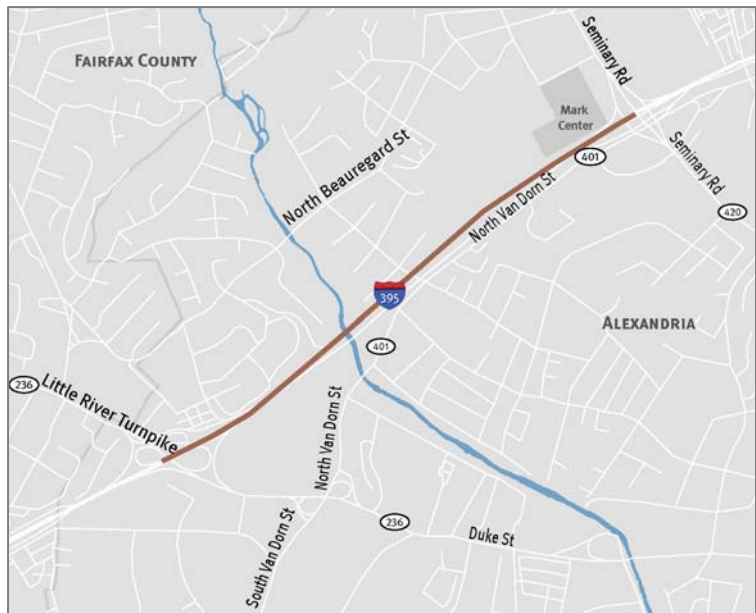 Seminary Rd
FAIRFAX COUNTY
Mark
Center
401
North Beauregard St
Seminary Rd
North Van Dorn St
420
395
ALEXANDRIA
401
236
Little River Turnpike
North Van Dorn St
236
Duke St
South Van Dorn St